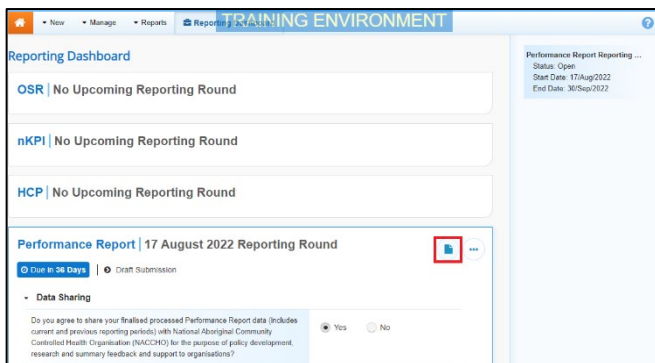 New Manage Reports Reporting Dashboard
TRAINING ENVIRONMENT
Reporting Dashboard
OSR | No Upcoming Reporting Round
nKPI | No Upcoming Reporting Round
HCP | No Upcoming Reporting Round
Performance Report | 17 August 2022 Reporting Round
Due in 36 Days | Draft Submission
Data Sharing
Do you agree to share your finalised processed Performance Report data (includes
current and previous reporting periods) with National Aboriginal Community
Controlled Health Organisation (NACCHO) for the purpose of policy development,
research and summary feedback and support to organisations?
Yes No
Performance Report Reporting ...
Status: Open
Start Date: 17/Aug/2022
End Date: 30/Sep/2022